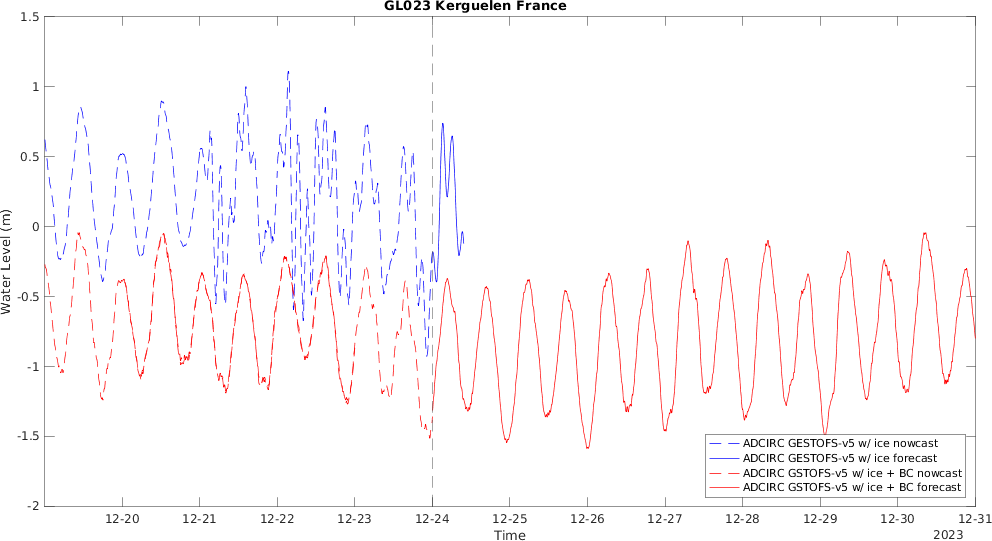 GL023 Kerguelen France
1.5
1
0.5
0
-0.5
-1
-1.5
-2
Water Level (m)
12-20 12-21 12-22 12-23 12-24 12-25 12-26 12-27 12-28 12-29 12-30 12-31
Time
2023
ADCIRC GESTOFS-v5 w/ ice nowcast
ADCIRC GESTOFS-v5 w/ ice forecast
ADCIRC GSTOFS-v5 w/ ice + BC nowcast
ADCIRC GSTOFS-v5 w/ ice + BC forecast